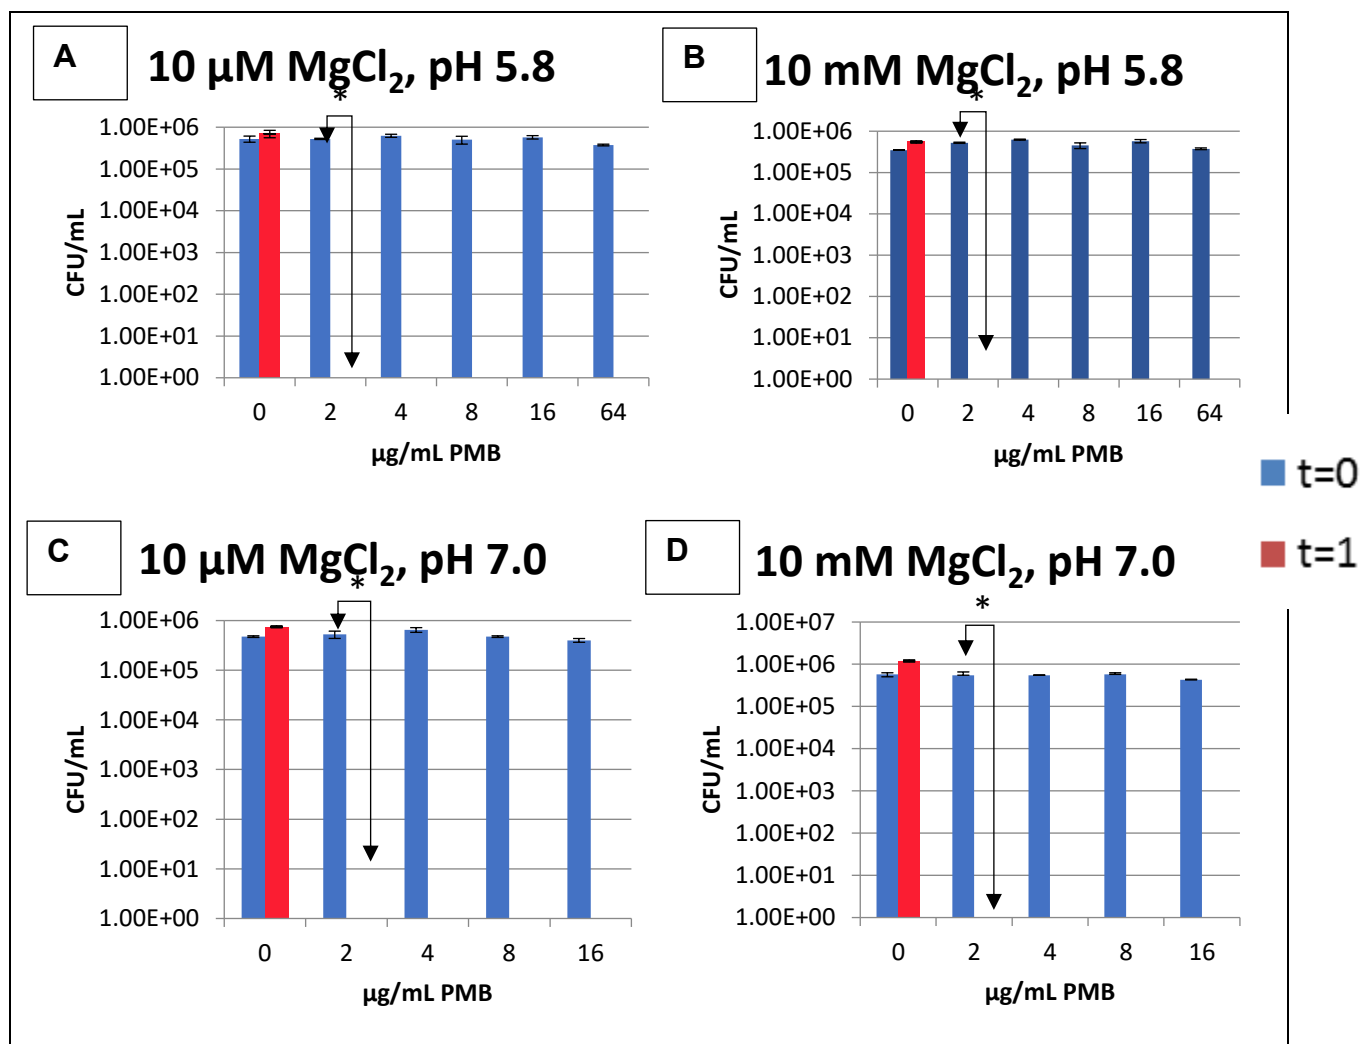 A
10 µM MgCl₂, pH 5.8
*
1.00E+06
1.00E+05
1.00E+04
1.00E+03
1.00E+02
1.00E+01
1.00E+00
CFU/mL
0 2 4 8 16 64
µg/mL PMB
B
10 mM MgCl₂, pH 5.8
*
1.00E+06
1.00E+05
1.00E+04
1.00E+03
1.00E+02
1.00E+01
1.00E+00
CFU/mL
0 2 4 8 16 64
µg/mL PMB
t=0
t=1
C
10 µM MgCl₂, pH 7.0
*
1.00E+06
1.00E+05
1.00E+04
1.00E+03
1.00E+02
1.00E+01
1.00E+00
CFU/mL
0 2 4 8 16
µg/mL PMB
D
10 mM MgCl₂, pH 7.0
*
1.00E+07
1.00E+06
1.00E+05
1.00E+04
1.00E+03
1.00E+02
1.00E+01
1.00E+00
CFU/mL
0 2 4 8 16
µg/mL PMB